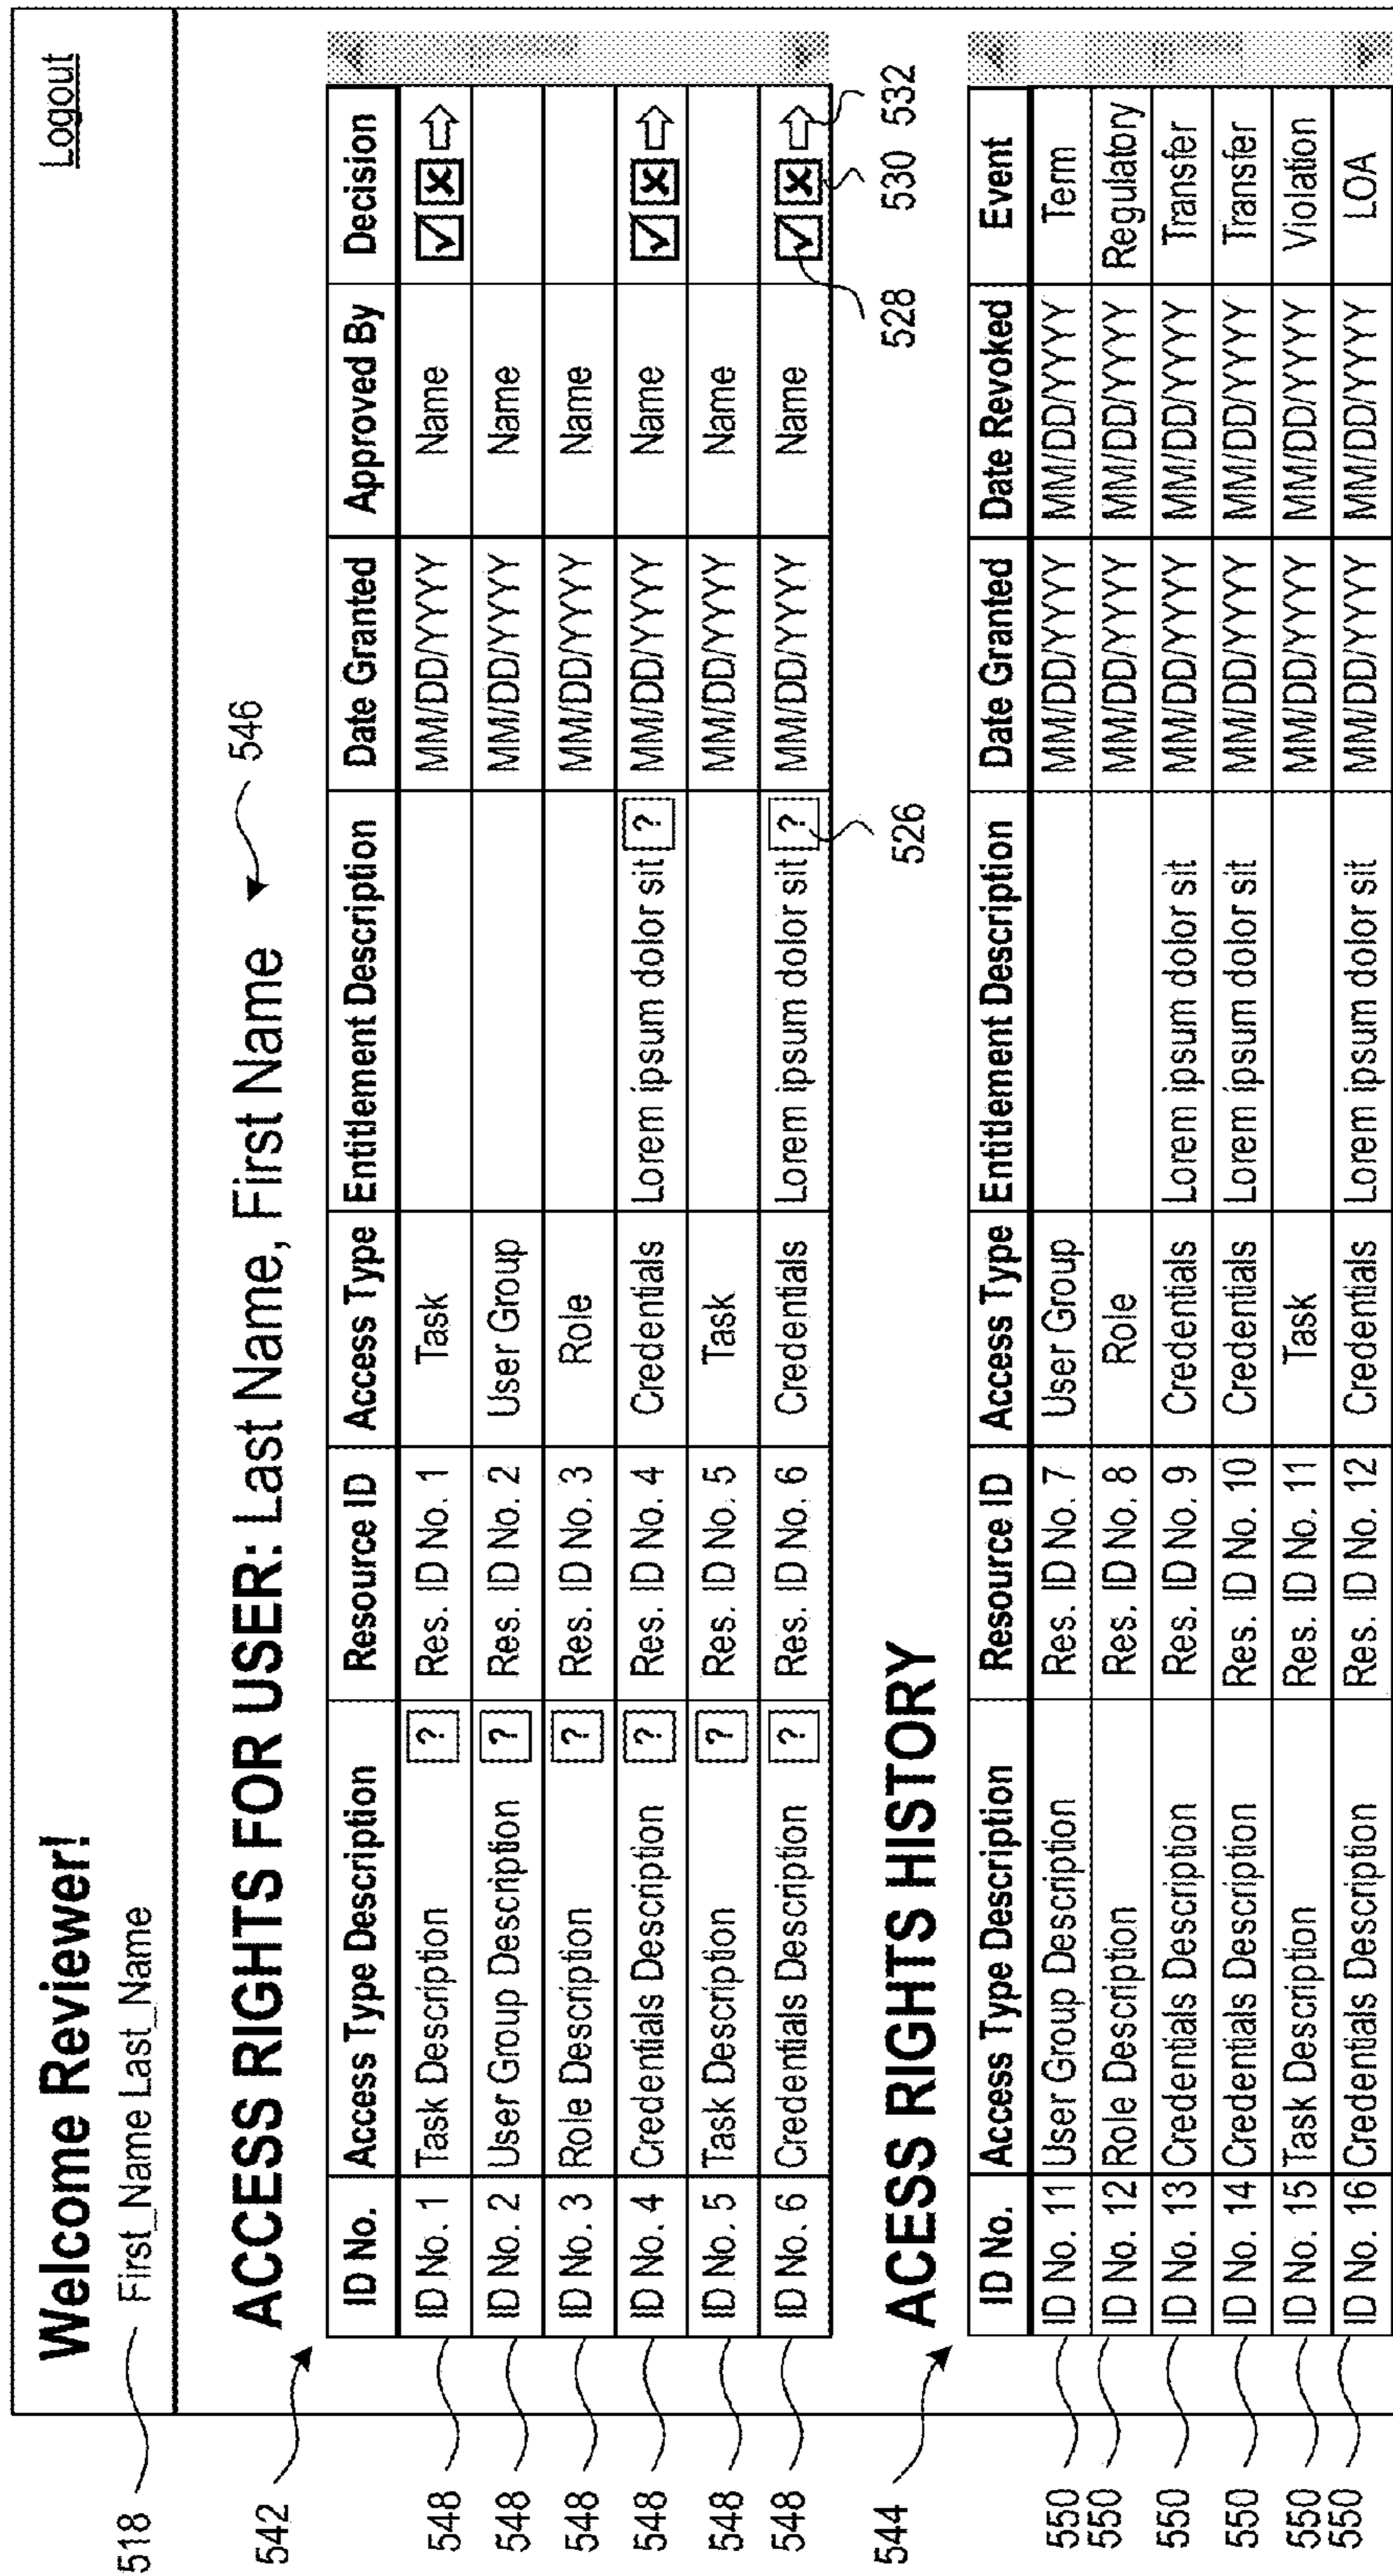 Welcome Reviewer!
Logout
518 First_Name Last_Name
ACCESS RIGHTS FOR USER: Last Name, First Name 546
542
ID No. Access Type Description Resource ID Access Type Entitlement Description Date Granted Approved By Decision
548 ID No. 1 Task Description ? Res. ID No. 1 Task MM/DD/YYYY Name
548 ID No. 2 User Group Description ? Res. ID No. 2 User Group MM/DD/YYYY Name
548 ID No. 3 Role Description ? Res. ID No. 3 Role MM/DD/YYYY Name
548 ID No. 4 Credentials Description ? Res. ID No. 4 Credentials Lorem ipsum dolor sit ? MM/DD/YYYY Name
548 ID No. 5 Task Description ? Res. ID No. 5 Task MM/DD/YYYY Name
548 ID No. 6 Credentials Description ? Res. ID No. 6 Credentials Lorem ipsum dolor sit ? MM/DD/YYYY Name
526 528 530 532
544 ACESS RIGHTS HISTORY
ID No. Access Type Description Resource ID Access Type Entitlement Description Date Granted Date Revoked Event
550 ID No. 11 User Group Description Res. ID No. 7 User Group MM/DD/YYYY MM/DD/YYYY Term
550 ID No. 12 Role Description Res. ID No. 8 Role MM/DD/YYYY MM/DD/YYYY Regulatory
550 ID No. 13 Credentials Description Res. ID No. 9 Credentials Lorem ipsum dolor sit MM/DD/YYYY MM/DD/YYYY Transfer
550 ID No. 14 Credentials Description Res. ID No. 10 Credentials Lorem ipsum dolor sit MM/DD/YYYY MM/DD/YYYY Transfer
550 ID No. 15 Task Description Res. ID No. 11 Task MM/DD/YYYY MM/DD/YYYY Violation
550 ID No. 16 Credentials Description Res. ID No. 12 Credentials Lorem ipsum dolor sit MM/DD/YYYY MM/DD/YYYY LOA